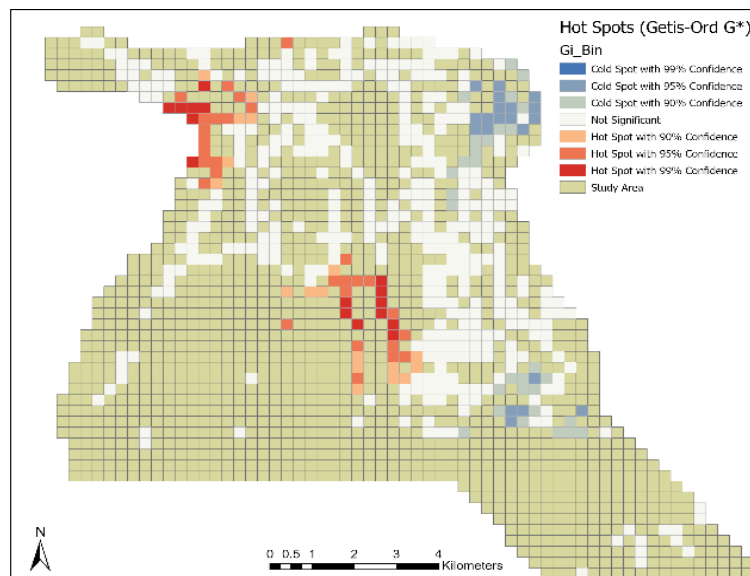 Hot Spots (Getis-Ord G*)
Gi_Bin
Cold Spot with 99% Confidence
Cold Spot with 95% Confidence
Cold Spot with 90% Confidence
Not Significant
Hot Spot with 90% Confidence
Hot Spot with 95% Confidence
Hot Spot with 99% Confidence
Study Area
N
0 0.5 1 2 3 4
Kilometers